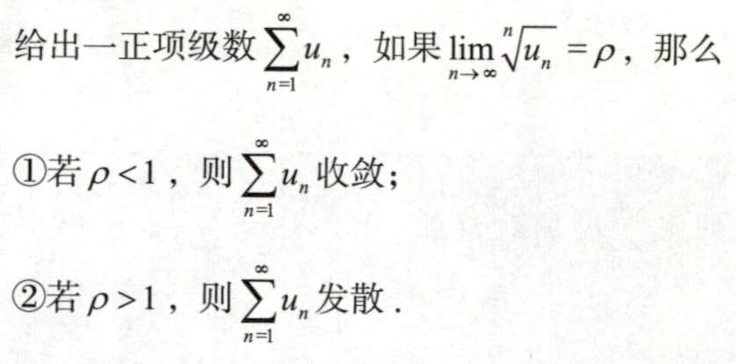 给出一正项级数 $\sum_{n=1}^{\infty} u_n$，如果 $\lim_{n \to \infty} \sqrt[n]{u_n} = \rho$，那么
①若 $\rho < 1$，则 $\sum_{n=1}^{\infty} u_n$ 收敛；
②若 $\rho > 1$，则 $\sum_{n=1}^{\infty} u_n$ 发散．